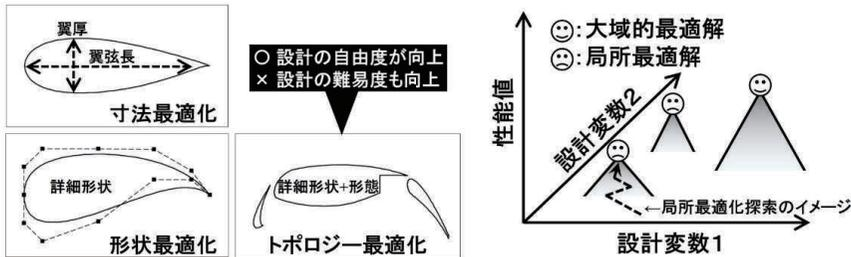 翼厚
翼弦長
寸法最適化
○ 設計の自由度が向上
× 設計の難易度も向上
詳細形状
形状最適化
詳細形状+形態
トポロジー最適化
:大域的最適解
:局所適解
性能値
設計変数2
←局所最適化探索のイメージ
設計変数1